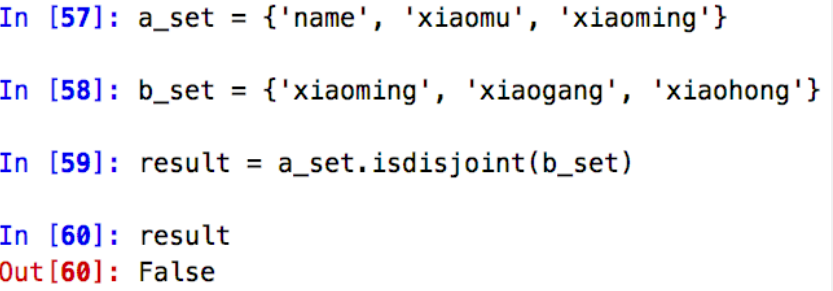 In [57]: a_set = {'name', 'xiaomu', 'xiaoming'}
In [58]: b_set = {'xiaoming', 'xiaogang', 'xiaohong'}
In [59]: result = a_set.isdisjoint(b_set)
In [60]: result
Out[60]: False